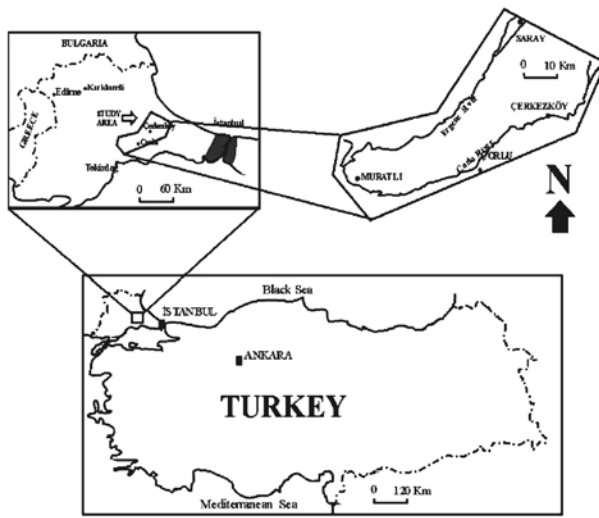 BULGARIA
Edirne
Kırklareli
GREECE
STUDY
AREA
Çerkezköy
Çorlu
İstanbul
Tekirdag
0 60 Km
SARAY
0 10 Km
ÇERKEZKÖY
Ergene River
Çorlu River
ÇORLU
MURATLI
N
Black Sea
İSTANBUL
ANKARA
TURKEY
0 120 Km
Mediterranean Sea